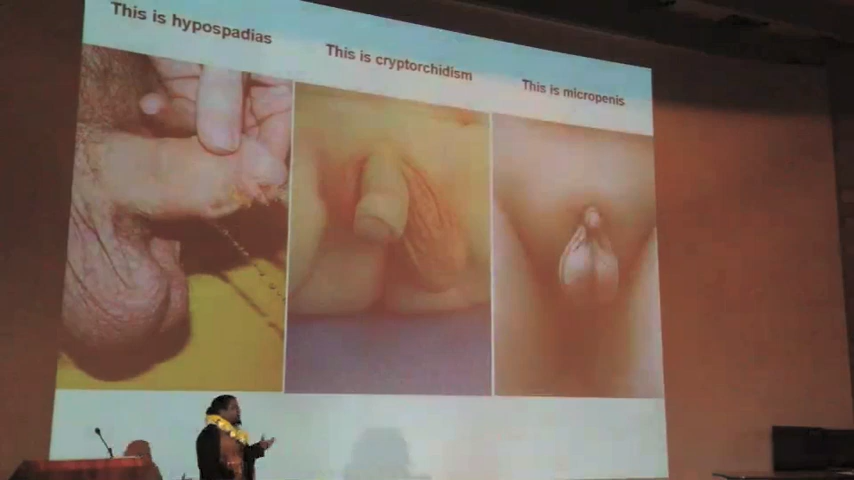 This is hypospadias
This is cryptorchidism
This is micropenis